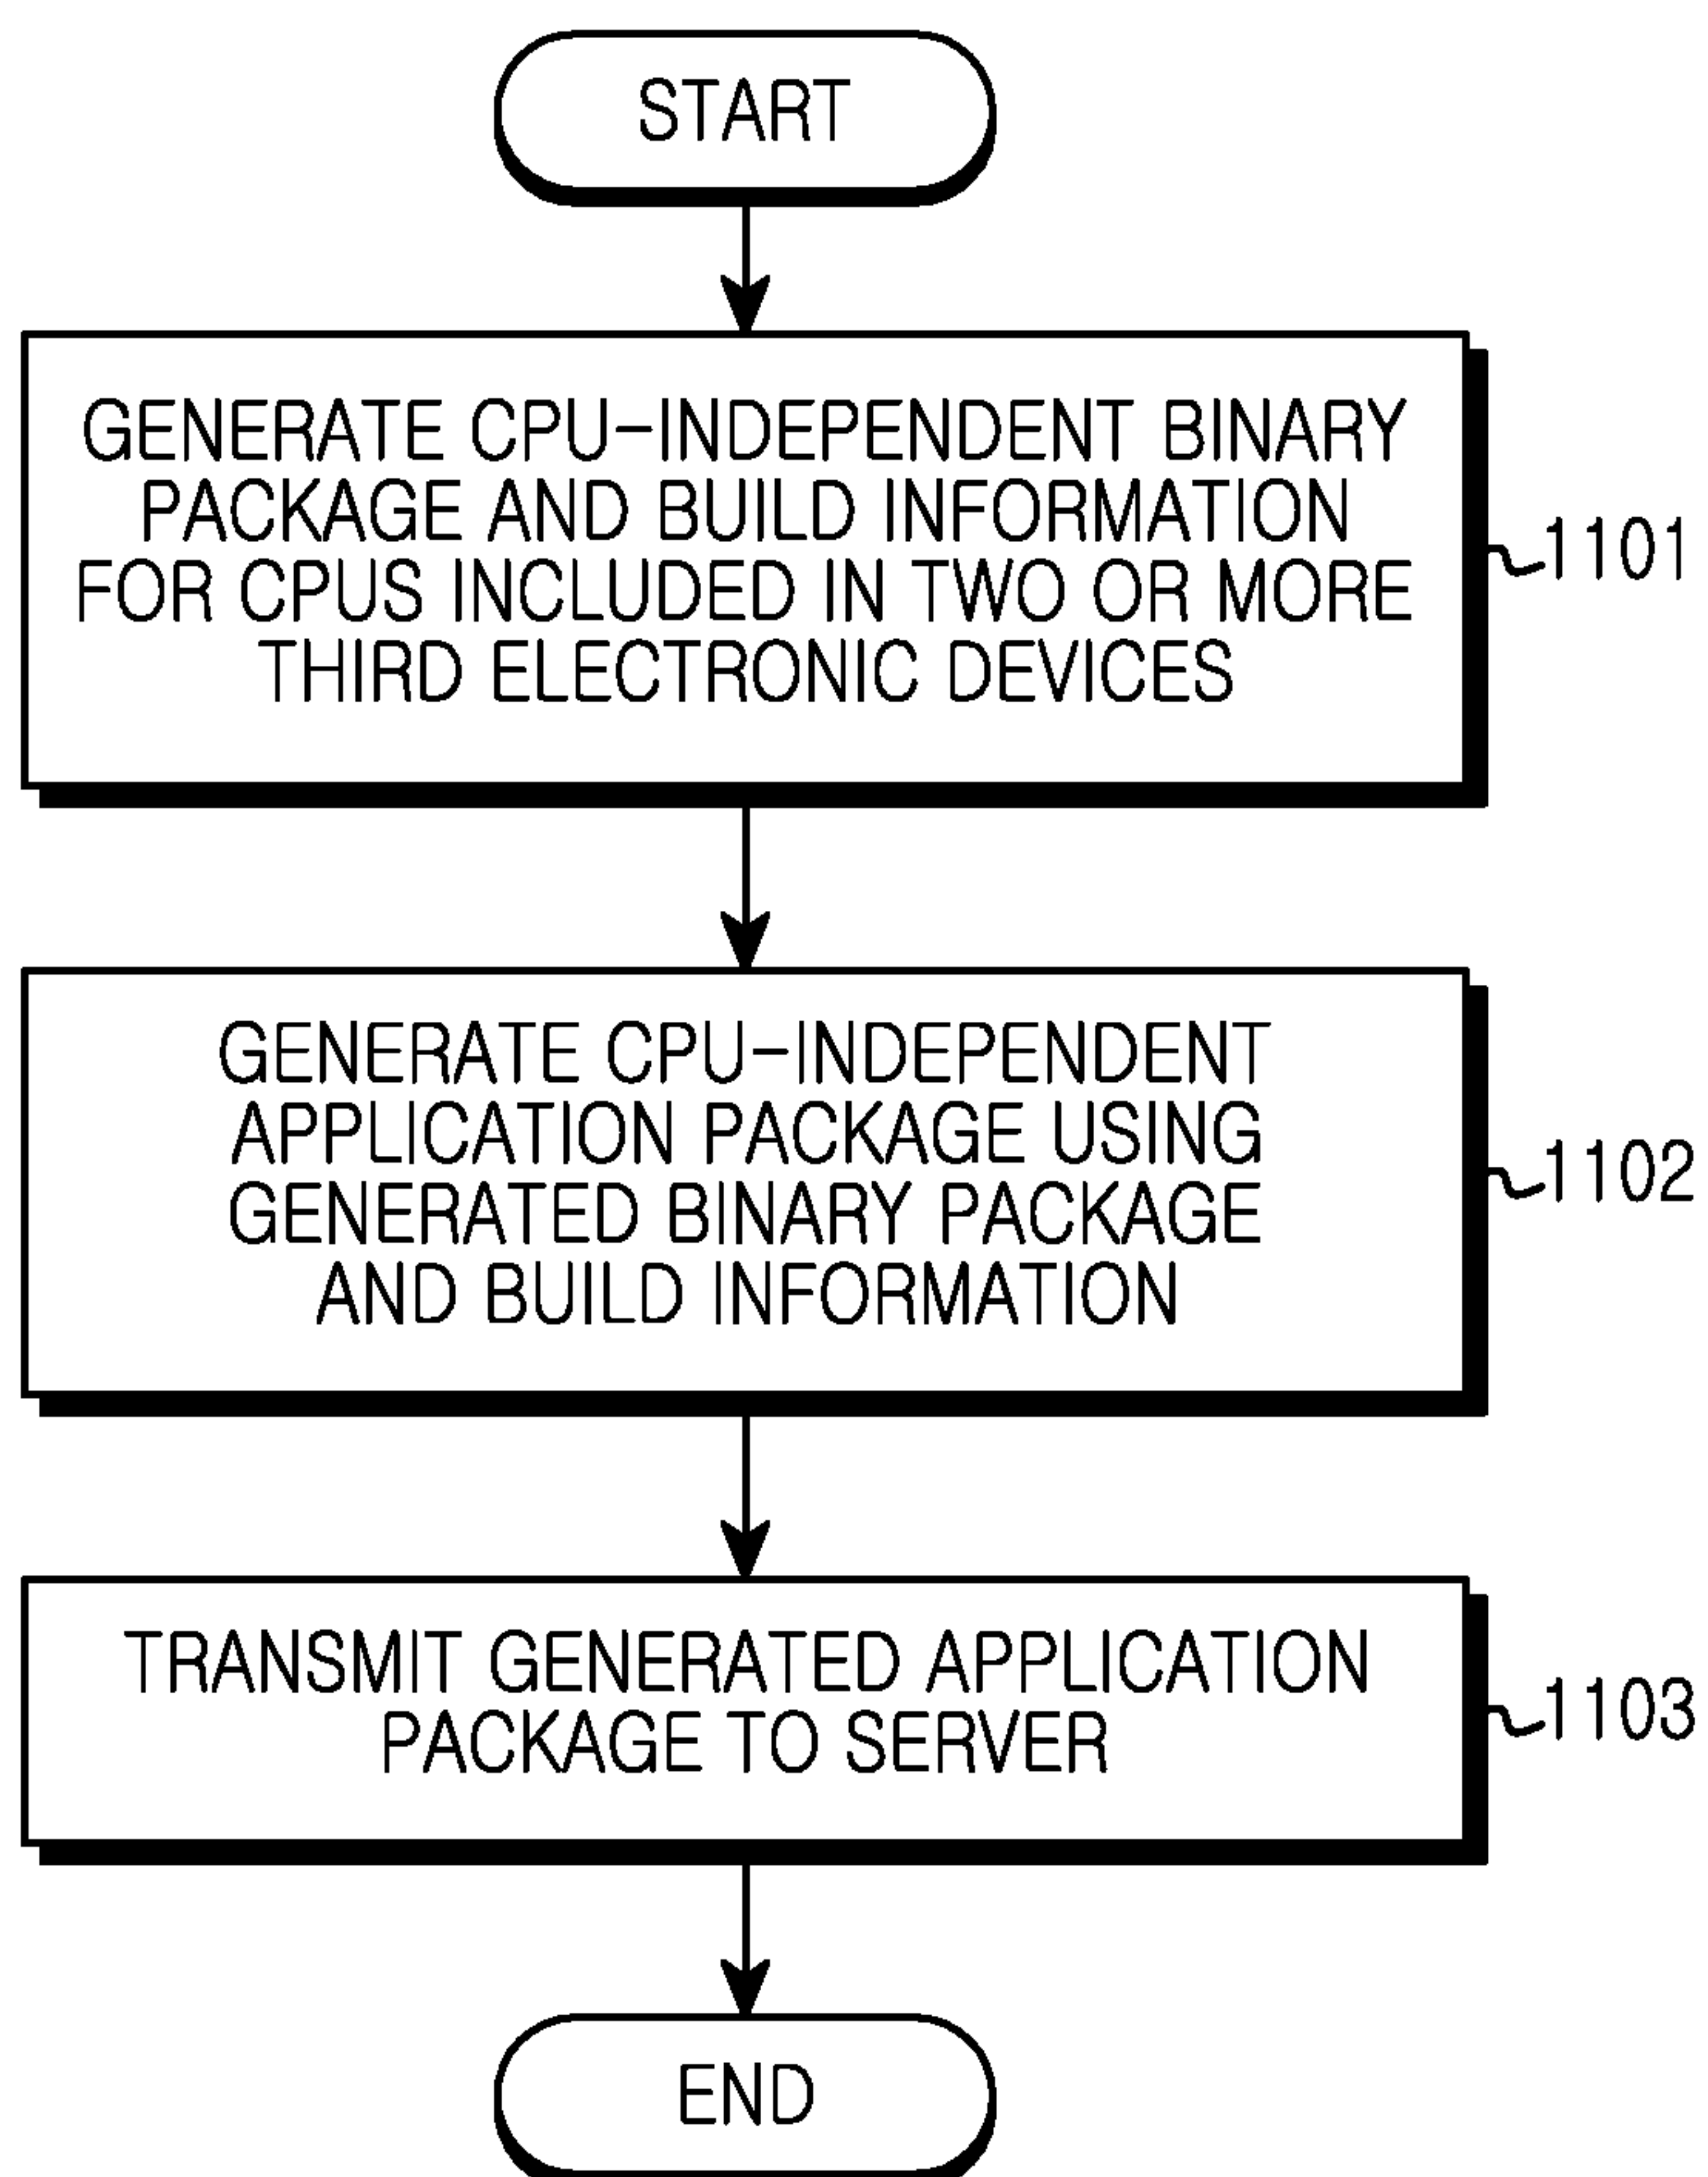 START
GENERATE CPU-INDEPENDENT BINARY
PACKAGE AND BUILD INFORMATION
FOR CPUS INCLUDED IN TWO OR MORE
THIRD ELECTRONIC DEVICES
1101
GENERATE CPU-INDEPENDENT
APPLICATION PACKAGE USING
GENERATED BINARY PACKAGE
AND BUILD INFORMATION
1102
TRANSMIT GENERATED APPLICATION
PACKAGE TO SERVER
1103
END